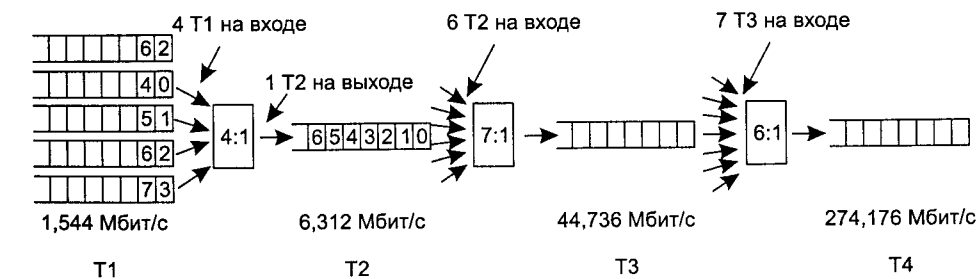 4 T1 на входе
6 T2 на входе
7 T3 на входе
6 2
4 0
1 T2 на выходе
5 1
4:1
6 5 4 3 2 1 0
7:1
6:1
6 2
7 3
1,544 Мбит/с
6,312 Мбит/с
44,736 Мбит/с
274,176 Мбит/с
T1
T2
T3
T4